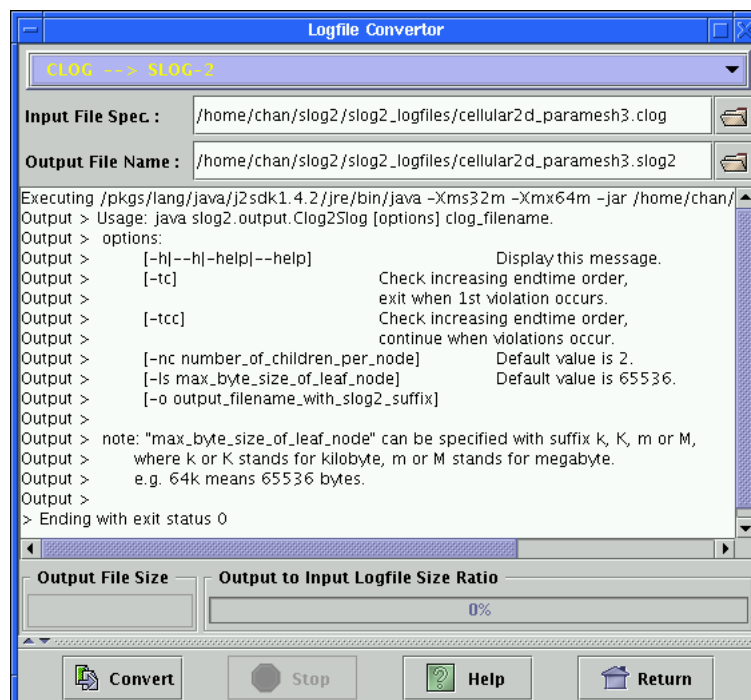 Logfile Convertor
CLOG --> SLOG-2
Input File Spec. : /home/chan/slog2/slog2_logfiles/cellular2d_paramesh3.clog
Output File Name : /home/chan/slog2/slog2_logfiles/cellular2d_paramesh3.slog2
Executing /pkgs/lang/java/j2sdk1.4.2/jre/bin/java -Xms32m -Xmx64m -jar /home/chan/
Output > Usage: java slog2.output.Clog2Slog [options] clog_filename.
Output > options:
Output > [-h|--h|-help|--help] Display this message.
Output > [-tc] Check increasing endtime order,
Output > exit when 1st violation occurs.
Output > [-tcc] Check increasing endtime order,
Output > continue when violations occur.
Output > [-nc number_of_children_per_node] Default value is 2.
Output > [-ls max_byte_size_of_leaf_node] Default value is 65536.
Output > [-o output_filename_with_slog2_suffix]
Output >
Output > note: "max_byte_size_of_leaf_node" can be specified with suffix k, K, m or M,
Output > where k or K stands for kilobyte, m or M stands for megabyte.
Output > e.g. 64k means 65536 bytes.
Output >
> Ending with exit status 0
Output File Size Output to Input Logfile Size Ratio
0%
Convert Stop Help Return